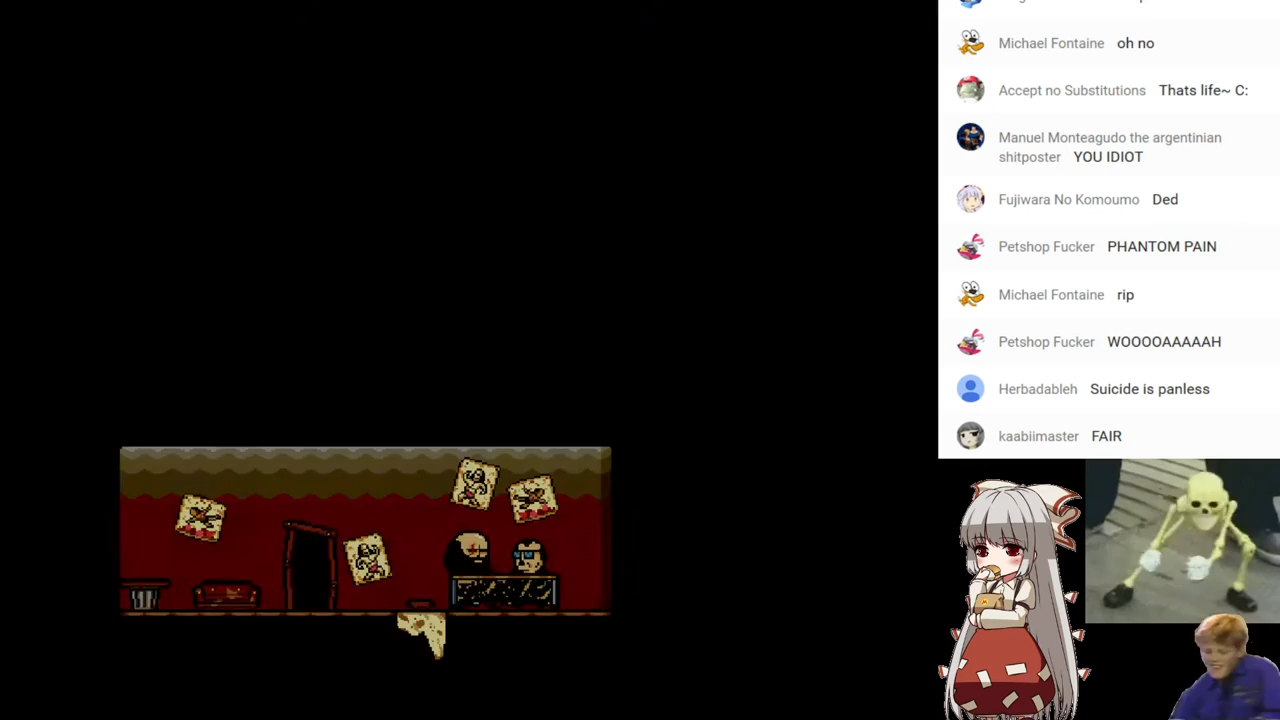 Michael Fontaine oh no
Accept no Substitutions Thats life~ C:
Manuel Monteagudo the argentinian
shitposter YOU IDIOT
Fujiwara No Komoumo Ded
Petshop Fucker PHANTOM PAIN
Michael Fontaine rip
Petshop Fucker WOOOOAAAAAH
Herbadableh Suicide is panless
kaabiimaster FAIR